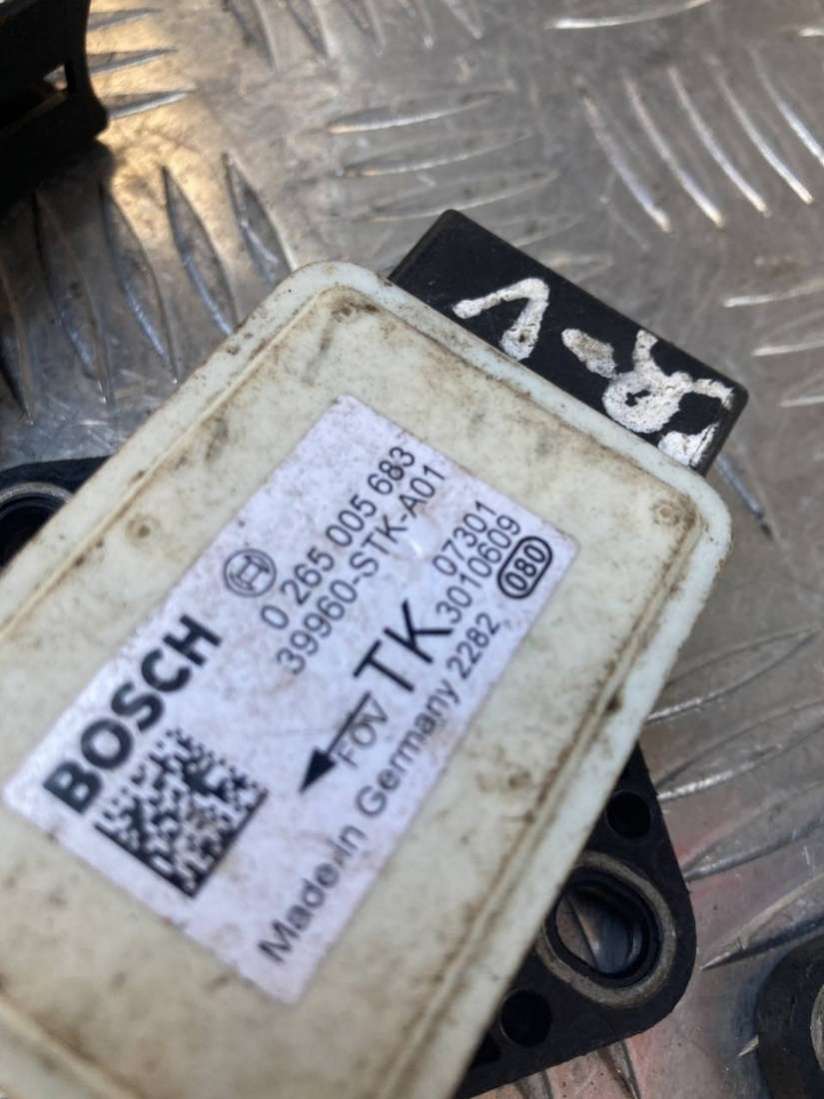 V-R
BOSCH
0 265 005 683
39960-STK-A01
TK
07301
3010609
080
FOV
Made in Germany 2282